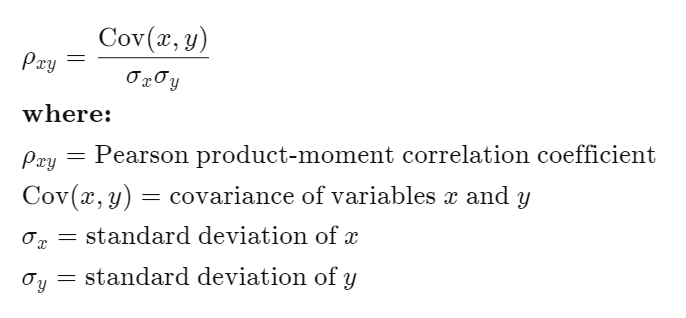 ρxy = Cov(x, y)
σxσy
where:
ρxy = Pearson product-moment correlation coefficient
Cov(x, y) = covariance of variables x and y
σx = standard deviation of x
σy = standard deviation of y